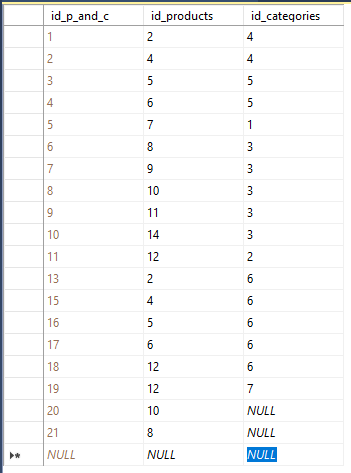 id_p_and_c id_products id_categories
1 2 4
2 4 4
3 5 5
4 6 5
5 7 1
6 8 3
7 9 3
8 10 3
9 11 3
10 14 3
11 12 2
13 2 6
15 4 6
16 5 6
17 6 6
18 12 6
19 12 7
20 10 NULL
21 8 NULL
NULL NULL NULL